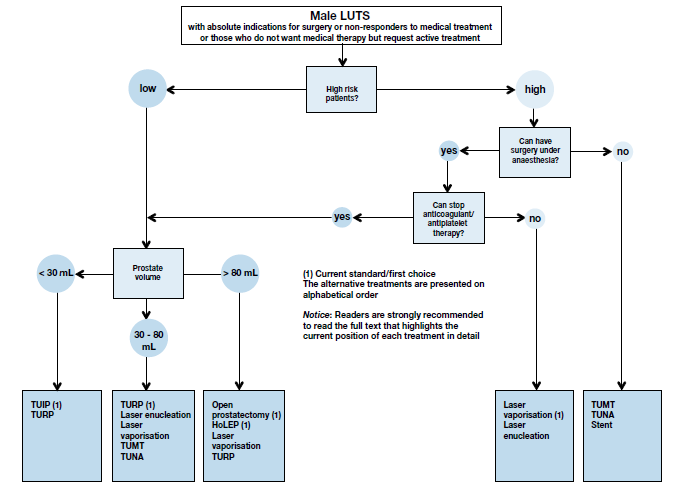 Male LUTS
with absolute indications for surgery or non-responders to medical treatment
or those who do not want medical therapy but request active treatment
low
High risk
patients?
high
Can have
surgery under
anaesthesia?
yes
no
Can stop
anticoagulant/
antiplatelet
therapy?
yes
no
Prostate
volume
< 30 mL
> 80 mL
30 - 80
mL
(1) Current standard/first choice
The alternative treatments are presented on
alphabetical order
Notice: Readers are strongly recommended
to read the full text that highlights the
current position of each treatment in detail
TUIP (1)
TURP
TURP (1)
Laser enucleation
Laser
vaporisation
TUMT
TUNA
Open
prostatectomy (1)
HoLEP (1)
Laser
vaporisation
TURP
Laser
vaporisation (1)
Laser
enucleation
TUMT
TUNA
Stent